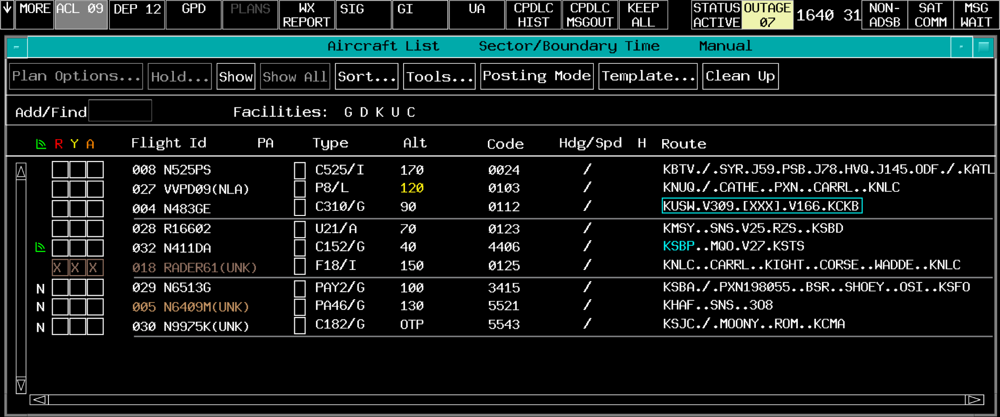 MORE ACL 09 DEP 12 GPD PLANS WX REPORT SIG GI UA CPDLC HIST CPDLC MSGOUT KEEP ALL STATUS ACTIVE OUTAGE 07 1640 31 NON-ADSB SAT COMM MSG WAIT
Aircraft List Sector/Boundary Time Manual
Plan Options... Hold... Show Show All Sort... Tools... Posting Mode Template... Clean Up
Add/Find Facilities: G D K U C
R Y A Flight Id PA Type Alt Code Hdg/Spd H Route
008 N525PS C525/I 170 0024 / KBTV./.SYR.J59.PSB.J78.HVQ.J145.ODF./.KATL
027 VVPD09(NLA) P8/L 120 0103 / KNUQ./.CATHE..PXN..CARRL..KNLC
004 N483GE C310/G 90 0112 / KUSW.V309.[XXX].V166.KCKB
028 R16602 U21/A 70 0123 / KMSY..SNS.V25.RZS..KSBD
032 N411DA C152/G 40 4406 / KSBP..MQO.V27.KSTS
X X X 018 RADER61(UNK) F18/I 150 0125 / KNLC..CARRL..KIGHT..CORSE..WADDE..KNLC
N 029 N6513G PAY2/G 100 3415 / KSBA./.PXN198055..BSR..SHOEY..OSI..KSFO
N 005 N6409M(UNK) PA46/G 130 5521 / KHAF..SNS..3O8
N 030 N9975K(UNK) C182/G OTP 5543 / KSJC./.MOONY..ROM..KCMA